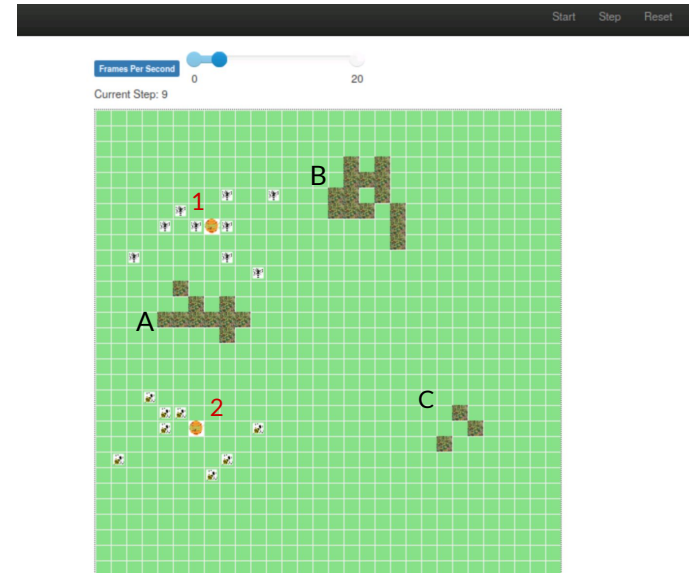 Start Step Reset
Frames Per Second
0 20
Current Step: 9
B
1
A
2
C